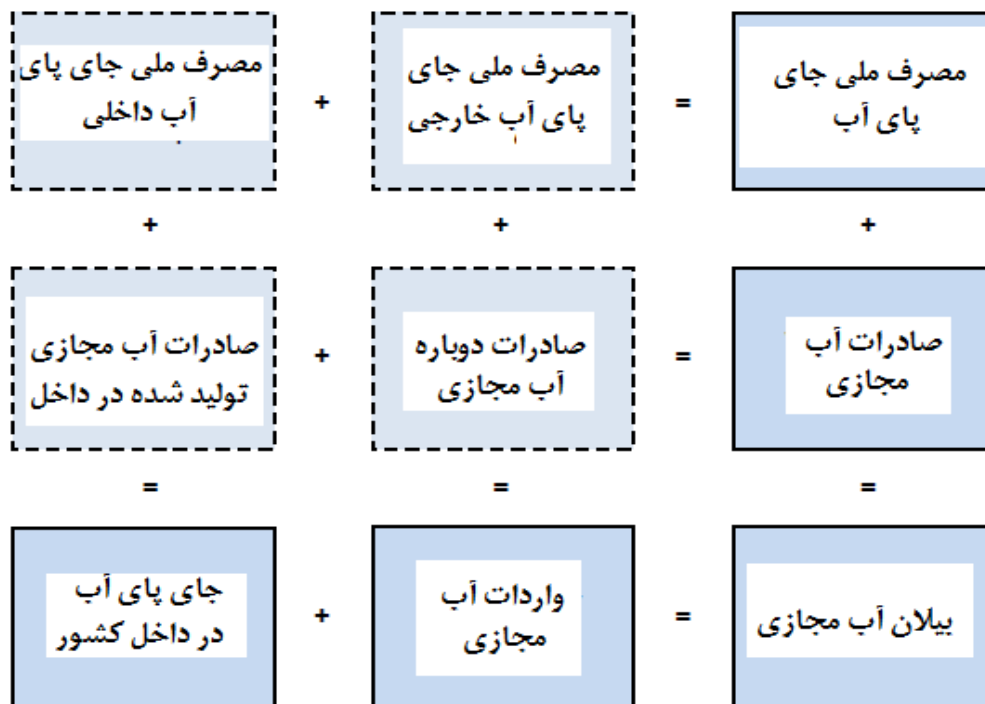 مصرف ملی جای پای
آب داخلی
+
مصرف ملی جای
پای آب خارجی
=
مصرف ملی جای
پای آب
+
+
+
صادرات آب مجازی
تولید شده در داخل
+
صادرات دوباره
آب مجازی
=
صادرات آب
مجازی
=
=
=
جای پای آب
در داخل کشور
+
واردات آب
مجازی
=
بیلان آب مجازی